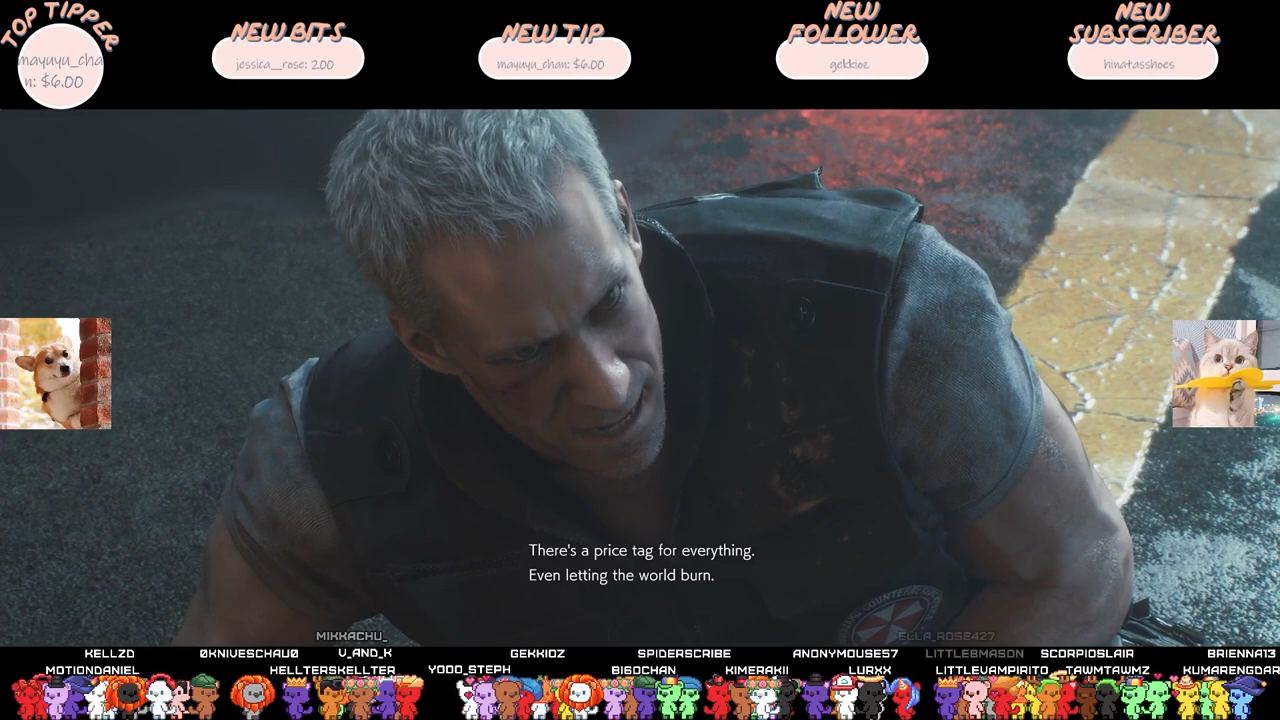 TOP TIPPER
mayuyu_cha
n: $6.00
NEW BITS
jessica__rose: 200
NEW TIP
mayuyu_chan: $6.00
NEW
FOLLOWER
gekkioz
NEW
SUBSCRIBER
hinatasshoes
There's a price tag for everything.
Even letting the world burn.
COUNTER
MIKKACHU_
ELLA_ROSE427
KELLZD
0KNIVESCHAU0
V_AND_K
GEKKIOZ
SPIDERSCRIBE
ANONYMOUSE57
LITTLEBMASON
SCORPIOSLAIR
BRIENNA13
MOTIONDANIEL
HELLTERSKELLTER
YOOO_STEPH
BIGOCHAN
KIMERAKII
LURXX
LITTLEVAMPIRITO
TAWMTAWMZ
KUMARENGDAR